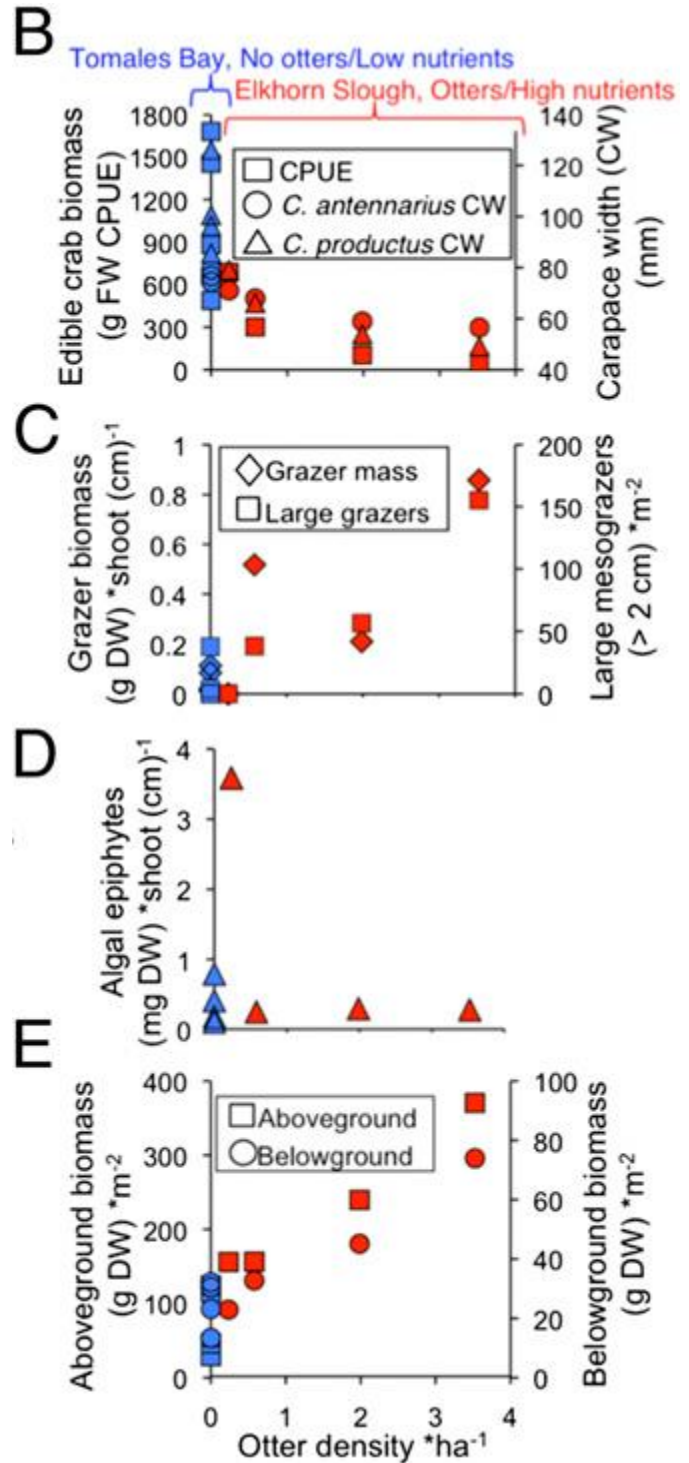 B
Tomales Bay, No otters/Low nutrients
Elkhorn Slough, Otters/High nutrients
Edible crab biomass
(g FW CPUE)
1800
1500
1200
900
600
300
0
CPUE
C. antennarius CW
C. productus CW
140
120
100
80
60
40
Carapace width (CW)
(mm)
C
Grazer biomass
(g DW) *shoot (cm)-1
1
0.8
0.6
0.4
0.2
0
Grazer mass
Large grazers
200
150
100
50
0
Large mesograzers
(> 2 cm) *m-2
D
Algal epiphytes
(mg DW) *shoot (cm)-1
4
3
2
1
0
E
Aboveground biomass
(g DW) *m-2
400
300
200
100
0
Aboveground
Belowground
100
80
60
40
20
0
Belowground biomass
(g DW) *m-2
0 1 2 3 4
Otter density *ha-1